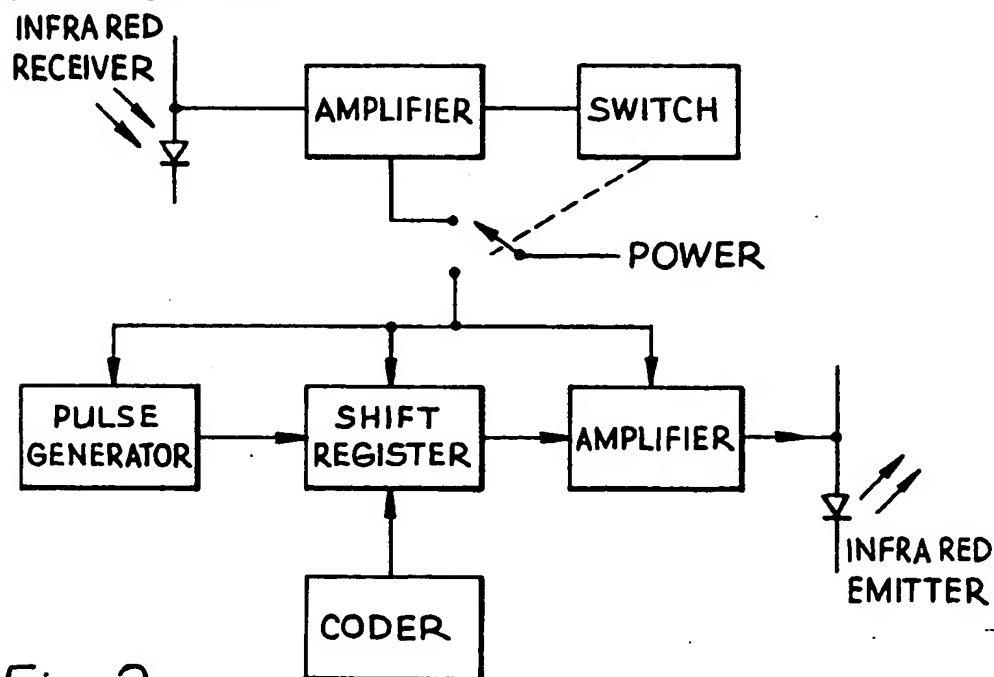 INFRA RED
RECEIVER
AMPLIFIER
SWITCH
POWER
PULSE
GENERATOR
SHIFT
REGISTER
AMPLIFIER
INFRA RED
EMITTER
CODER